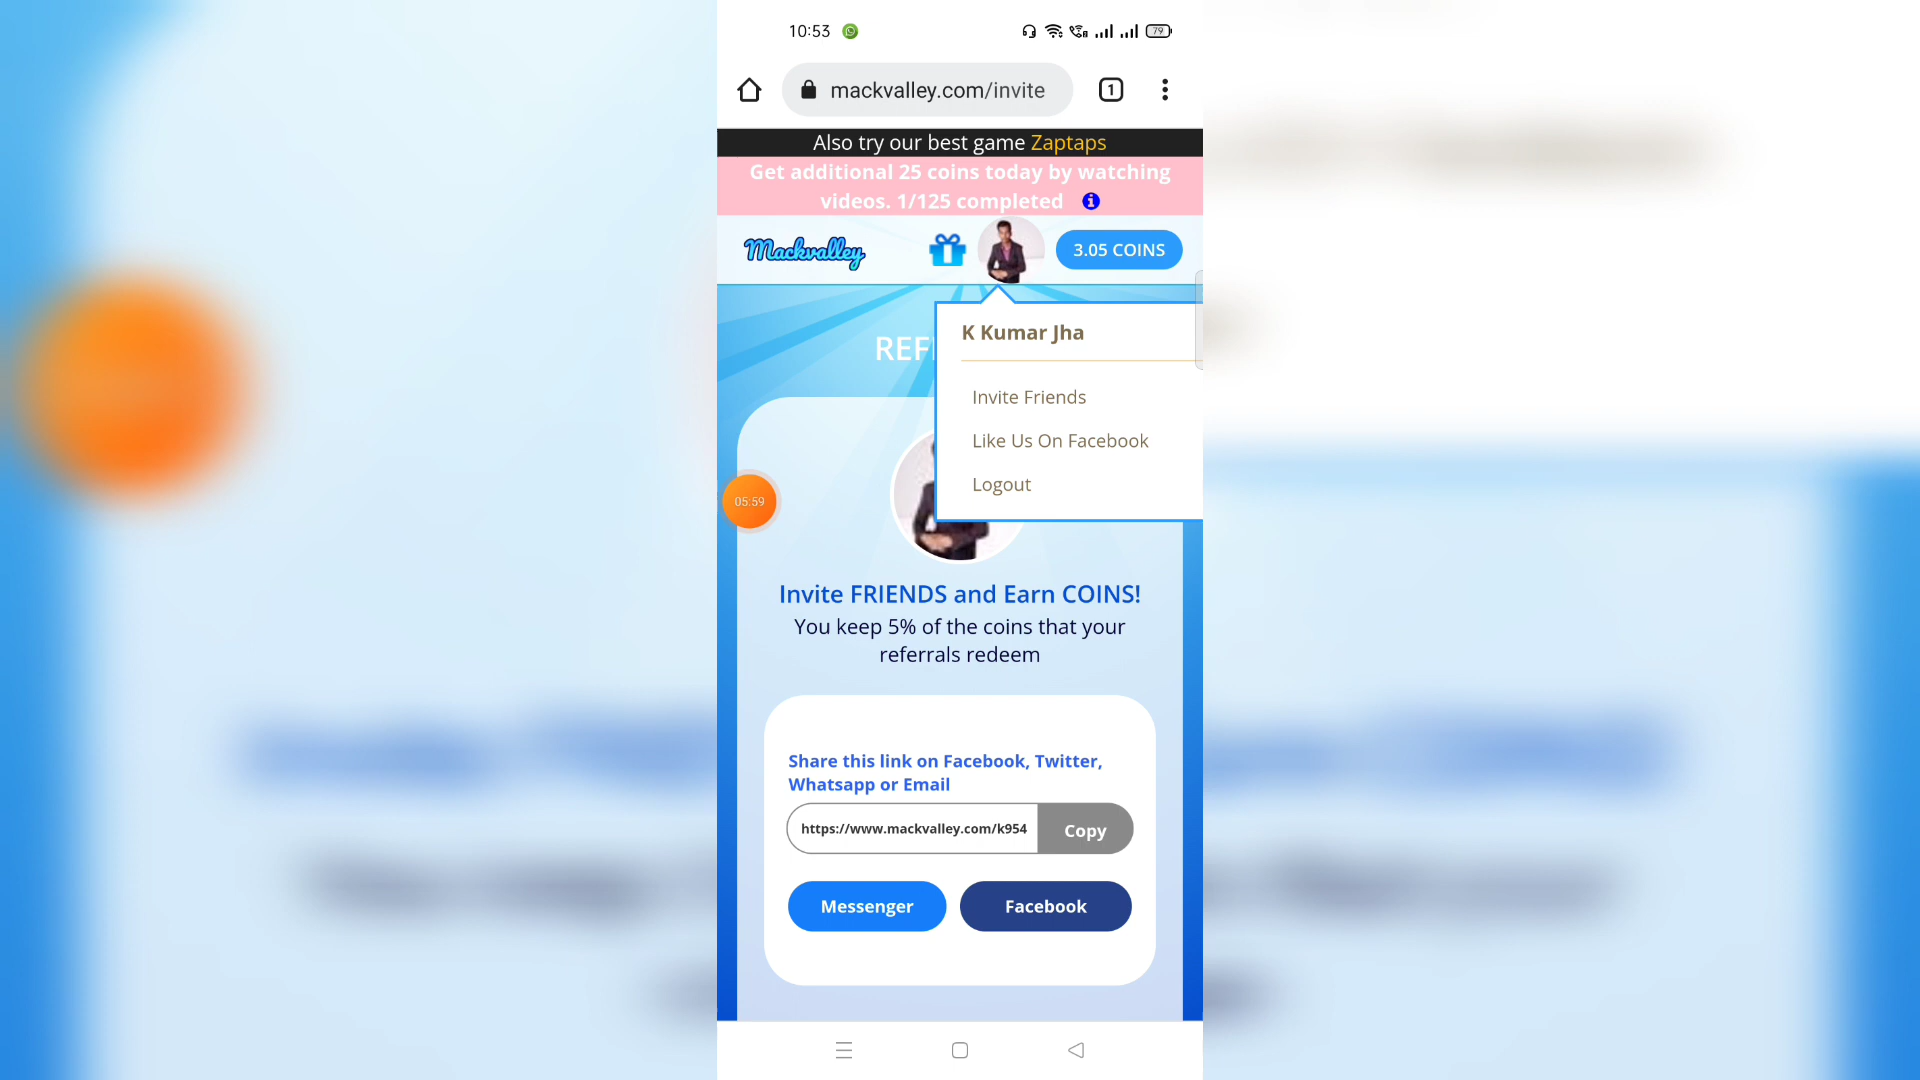 10:53
79
mackvalley.com/invite
1
Also try our best game Zaptaps
Get additional 25 coins today by watching
videos. 1/125 completed
Mackvalley
3.05 COINS
K Kumar Jha
REF
Invite Friends
Like Us On Facebook
Logout
05:59
Invite FRIENDS and Earn COINS!
You keep 5% of the coins that your
referrals redeem
Share this link on Facebook, Twitter,
Whatsapp or Email
https://www.mackvalley.com/k954
Copy
Messenger
Facebook